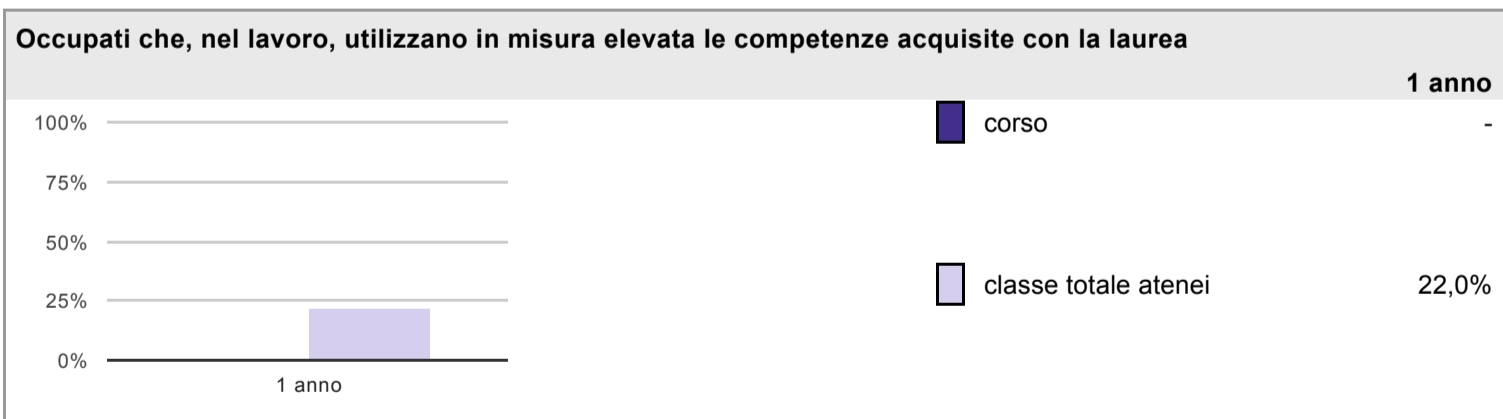 Occupati che, nel lavoro, utilizzano in misura elevata le competenze acquisite con la laurea
1 anno
100%
75%
50%
25%
0%
1 anno
corso -
classe totale atenei 22,0%